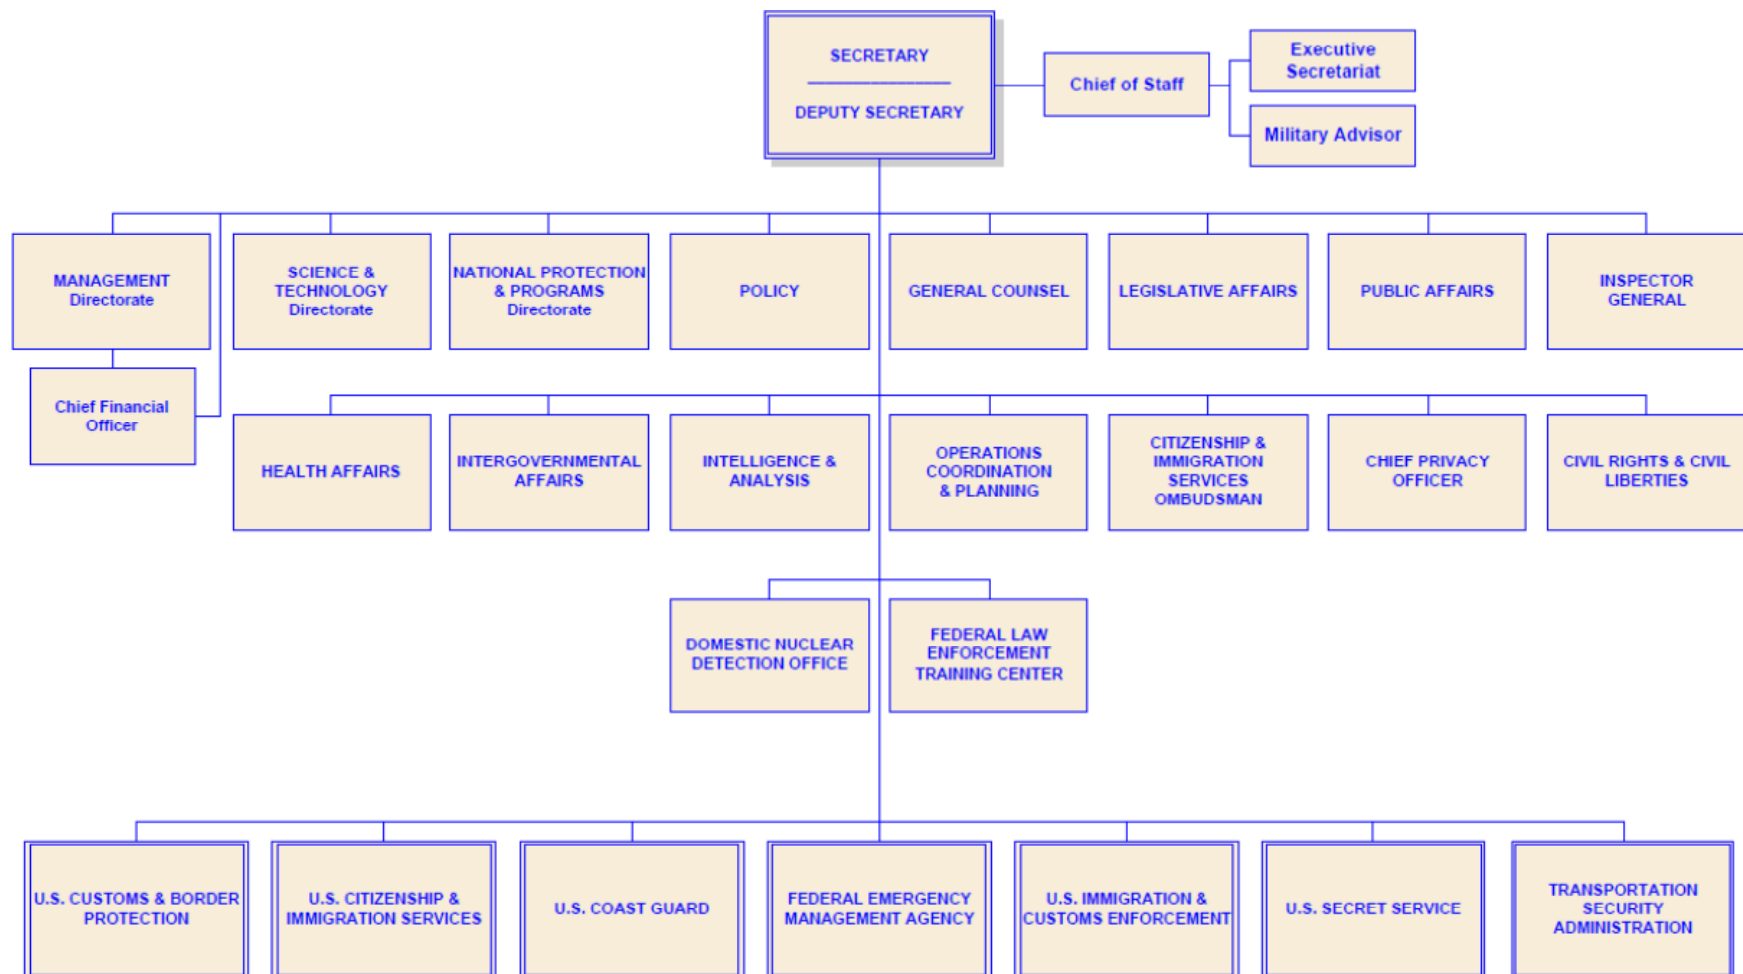 SECRETARY
DEPUTY SECRETARY
Chief of Staff
Executive
Secretariat
Military Advisor
MANAGEMENT
Directorate
SCIENCE &
TECHNOLOGY
Directorate
NATIONAL PROTECTION
& PROGRAMS
Directorate
POLICY
GENERAL COUNSEL
LEGISLATIVE AFFAIRS
PUBLIC AFFAIRS
INSPECTOR
GENERAL
Chief Financial
Officer
HEALTH AFFAIRS
INTERGOVERNMENTAL
AFFAIRS
INTELLIGENCE &
ANALYSIS
OPERATIONS
COORDINATION
& PLANNING
CITIZENSHIP &
IMMIGRATION
SERVICES
OMBUDSMAN
CHIEF PRIVACY
OFFICER
CIVIL RIGHTS & CIVIL
LIBERTIES
DOMESTIC NUCLEAR
DETECTION OFFICE
FEDERAL LAW
ENFORCEMENT
TRAINING CENTER
U.S. CUSTOMS & BORDER
PROTECTION
U.S. CITIZENSHIP &
IMMIGRATION SERVICES
U.S. COAST GUARD
FEDERAL EMERGENCY
MANAGEMENT AGENCY
U.S. IMMIGRATION &
CUSTOMS ENFORCEMENT
U.S. SECRET SERVICE
TRANSPORTATION
SECURITY
ADMINISTRATION